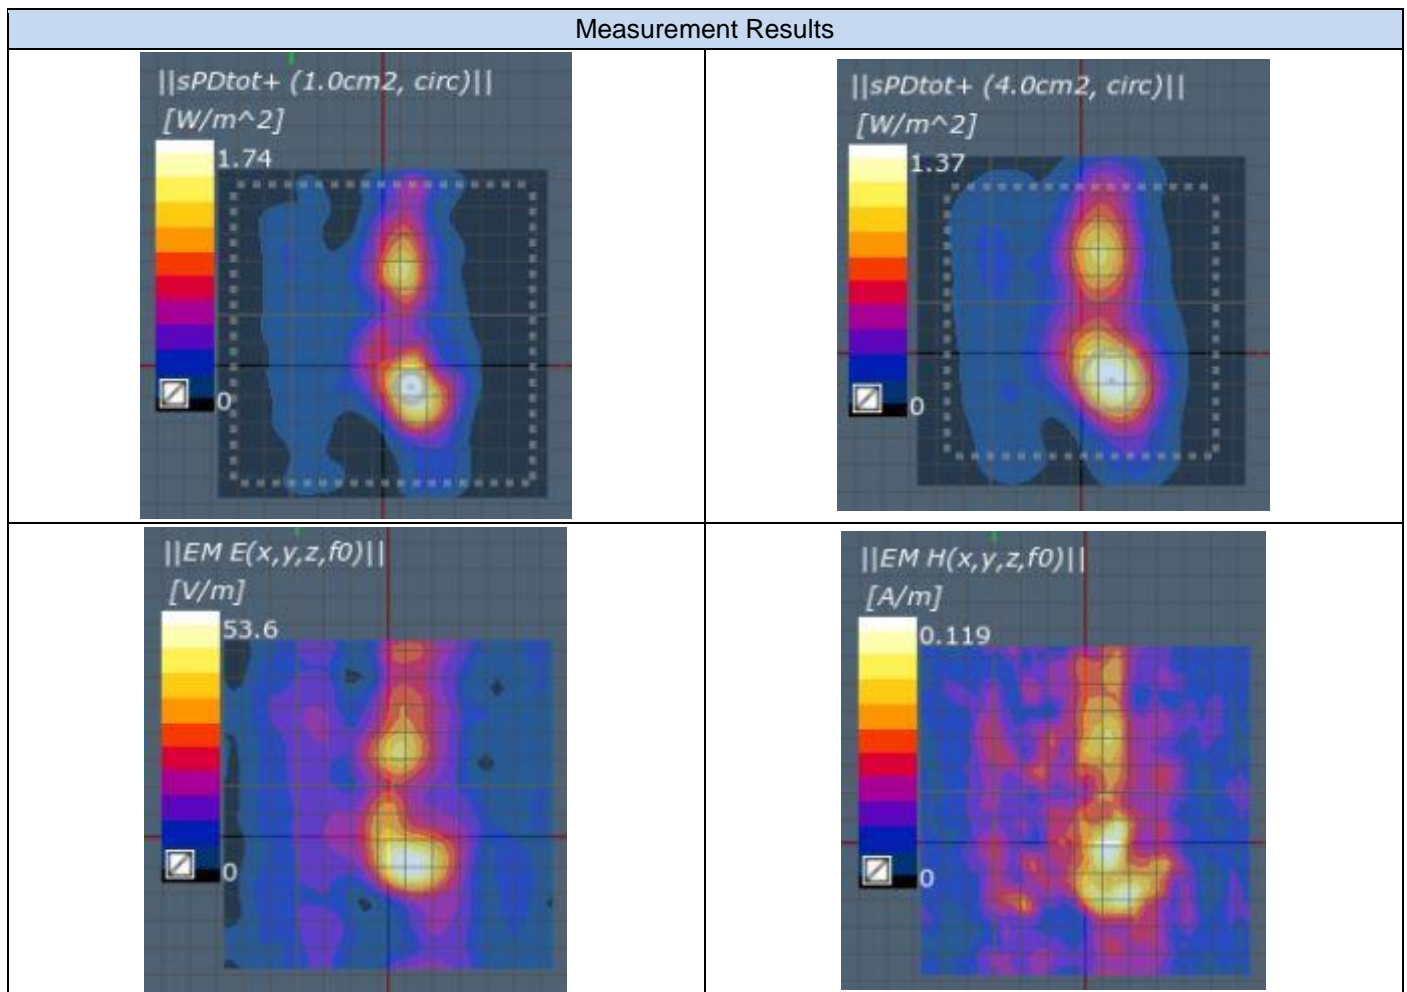 Measurement Results
||sPDtot+ (1.0cm2, circ)||
[W/m^2]
1.74
0
||sPDtot+ (4.0cm2, circ)||
[W/m^2]
1.37
0
||EM E(x,y,z,f0)||
[V/m]
53.6
0
||EM H(x,y,z,f0)||
[A/m]
0.119
0